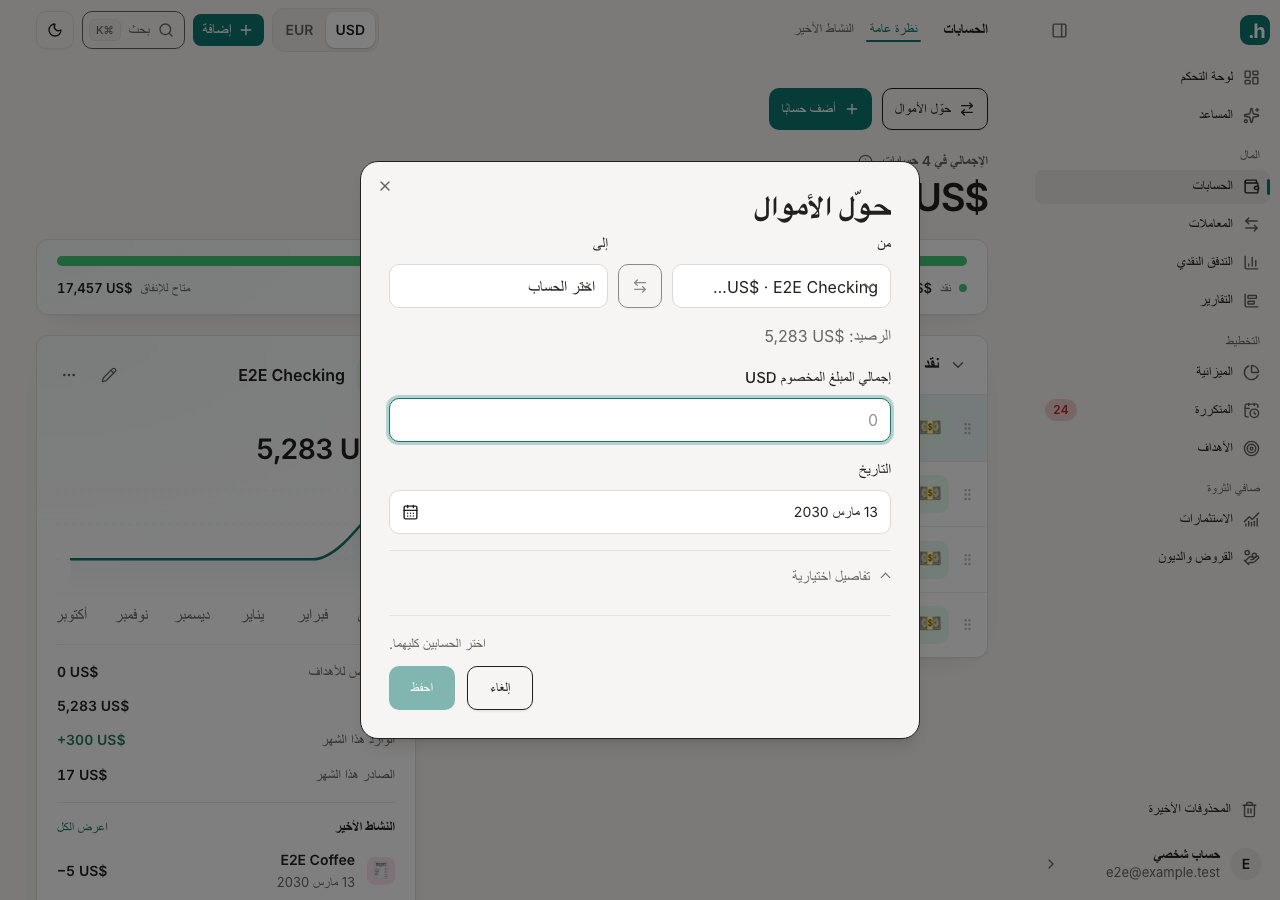 .h
لوحة التحكم
المساعد
المال
الحسابات
المعاملات
التدفق النقدي
التقارير
التخطيط
الميزانية
المتكررة
24
الأهداف
صافي الثروة
الاستثمارات
القروض والديون
المحذوفات الأخيرة
حساب شخصي
e2e@example.test
E
الحسابات
نظرة عامة
النشاط الأخير
USD
EUR
إضافة
بحث
⌘K
حوّل الأموال
أضف حسابًا
الإجمالي في 4 حسابات
US$
نقد
متاح للإنفاق
17,457 US$
نقد
E2E Checking
5,283 U
فبراير
يناير
ديسمبر
نوفمبر
أكتوبر
للأهداف
0 US$
5,283 US$
الوارد هذا الشهر
+300 US$
الصادر هذا الشهر
17 US$
النشاط الأخير
اعرض الكل
E2E Coffee
13 مارس 2030
−5 US$
حوّل الأموال
من
إلى
US$ · E2E Checking...
اختر الحساب
الرصيد: 5,283 US$
إجمالي المبلغ المخصوم USD
0
التاريخ
13 مارس 2030
تفاصيل اختيارية
اختر الحسابين كليهما.
إلغاء
احفظ